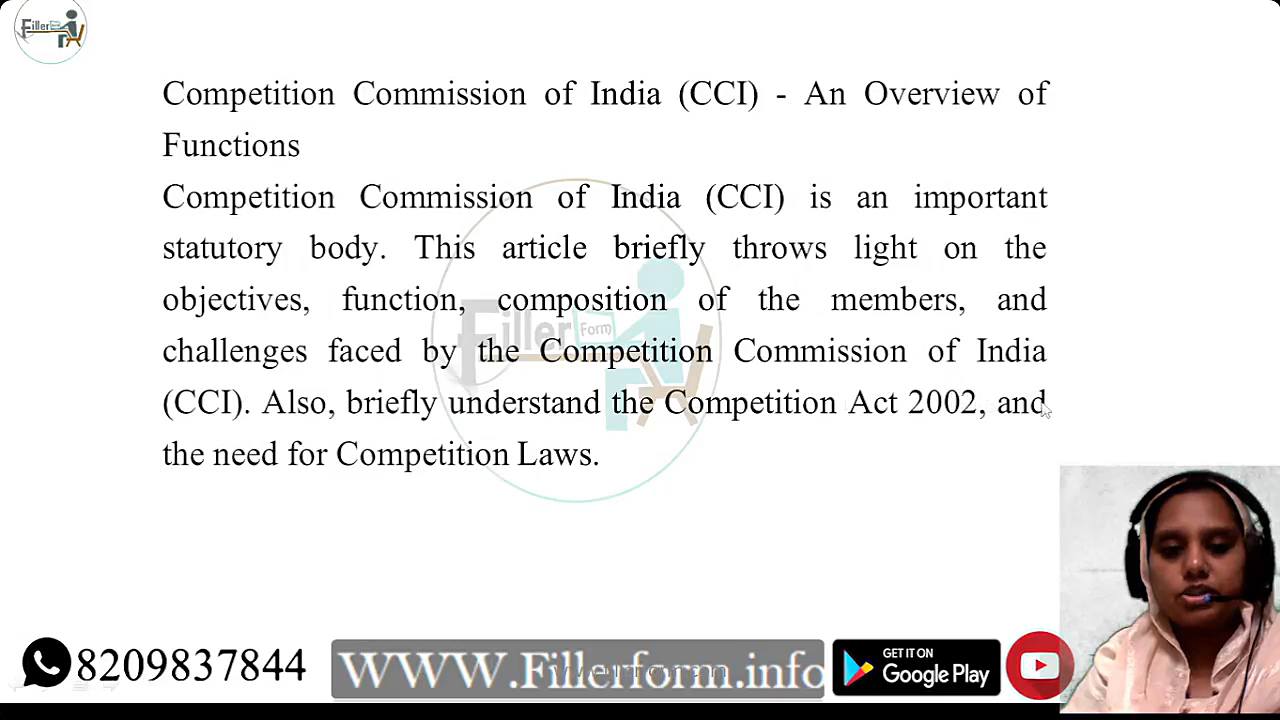 Filler
Form
Competition Commission of India (CCI) - An Overview of
Functions
Competition Commission of India (CCI) is an important
statutory body. This article briefly throws light on the
objectives, function, composition of the members, and
challenges faced by the Competition Commission of India
(CCI). Also, briefly understand the Competition Act 2002, and
the need for Competition Laws.
Filler
Form
8209837844
WWW.Fillerform.info
GET IT ON
Google Play